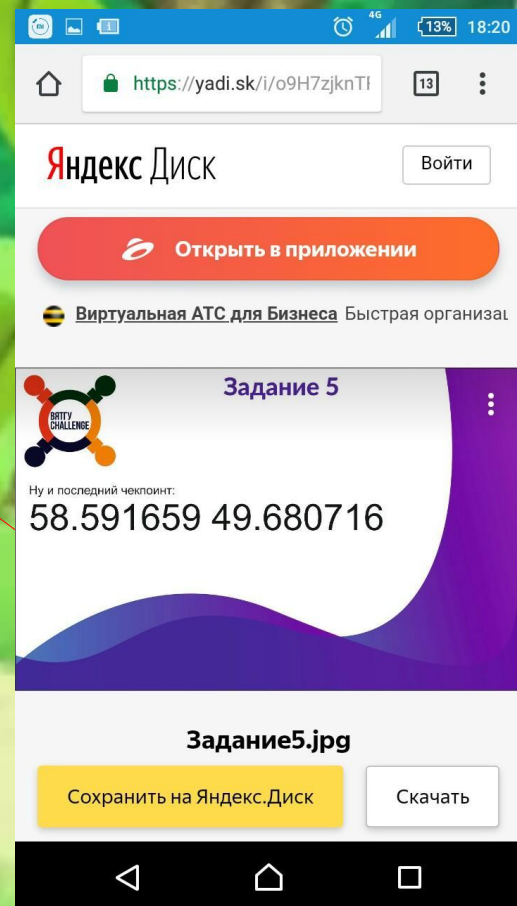 4G
13% 18:20
https://yadi.sk/i/o9H7zjknTF
13
Яндекс Диск
Войти
Открыть в приложении
Виртуальная АТС для Бизнеса Быстрая организац
Задание 5
ВЯТГУ
CHALLENGE
Ну и последний чекпоинт:
58.591659 49.680716
Задание5.jpg
Сохранить на Яндекс.Диск
Скачать